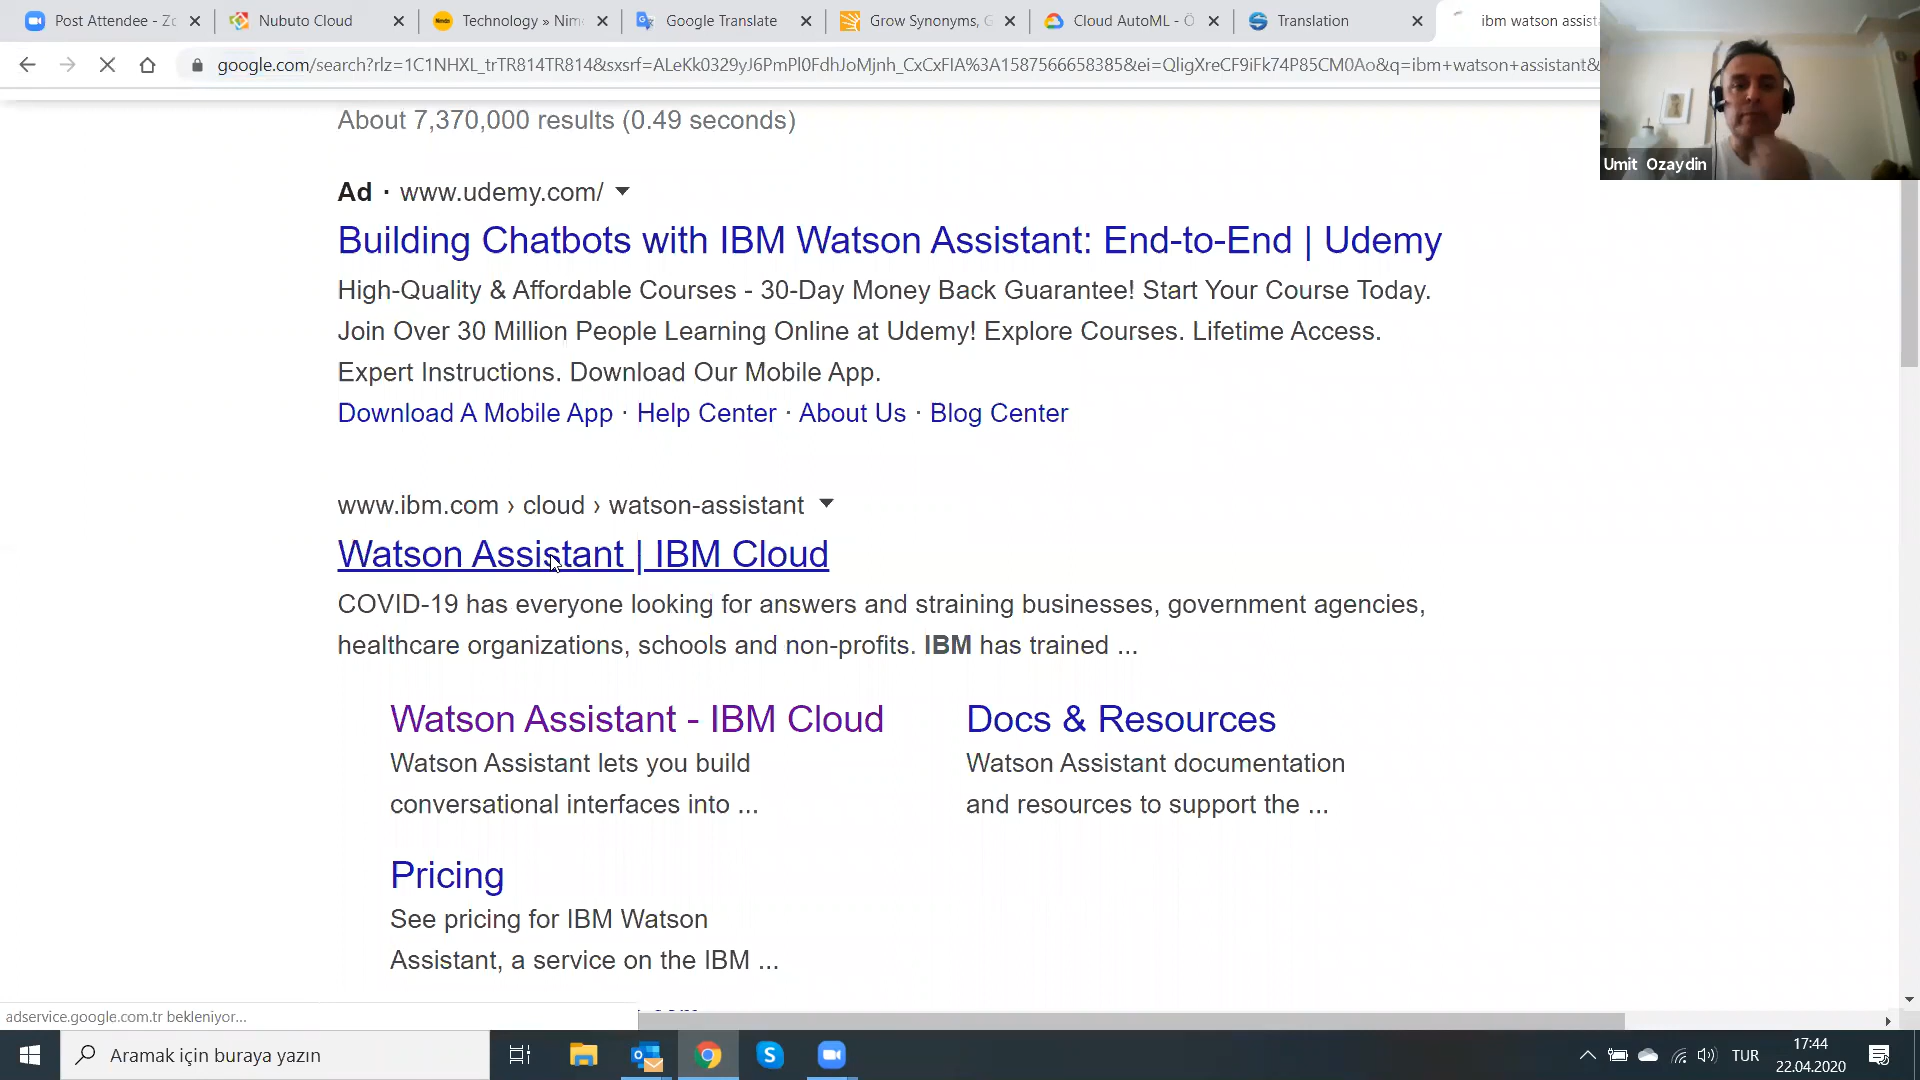 Post Attendee - Zo
Nubuto Cloud
Technology » Nim
Google Translate
Grow Synonyms, G
Cloud AutoML - Ö
Translation
ibm watson assist
google.com/search?rlz=1C1NHXL_trTR814TR814&sxsrf=ALeKk0329yJ6PmPl0FdhJoMjnh_CxCxFIA%3A1587566658385&ei=QligXreCF9iFk74P85CM0Ao&q=ibm+watson+assistant&
Umit Ozaydin
About 7,370,000 results (0.49 seconds)
Ad · www.udemy.com/
Building Chatbots with IBM Watson Assistant: End-to-End | Udemy
High-Quality & Affordable Courses - 30-Day Money Back Guarantee! Start Your Course Today.
Join Over 30 Million People Learning Online at Udemy! Explore Courses. Lifetime Access.
Expert Instructions. Download Our Mobile App.
Download A Mobile App · Help Center · About Us · Blog Center
www.ibm.com › cloud › watson-assistant
Watson Assistant | IBM Cloud
COVID-19 has everyone looking for answers and straining businesses, government agencies,
healthcare organizations, schools and non-profits. IBM has trained ...
Watson Assistant - IBM Cloud
Watson Assistant lets you build
conversational interfaces into ...
Docs & Resources
Watson Assistant documentation
and resources to support the ...
Pricing
See pricing for IBM Watson
Assistant, a service on the IBM ...
adservice.google.com.tr bekleniyor...
Aramak için buraya yazın
TUR
17:44
22.04.2020